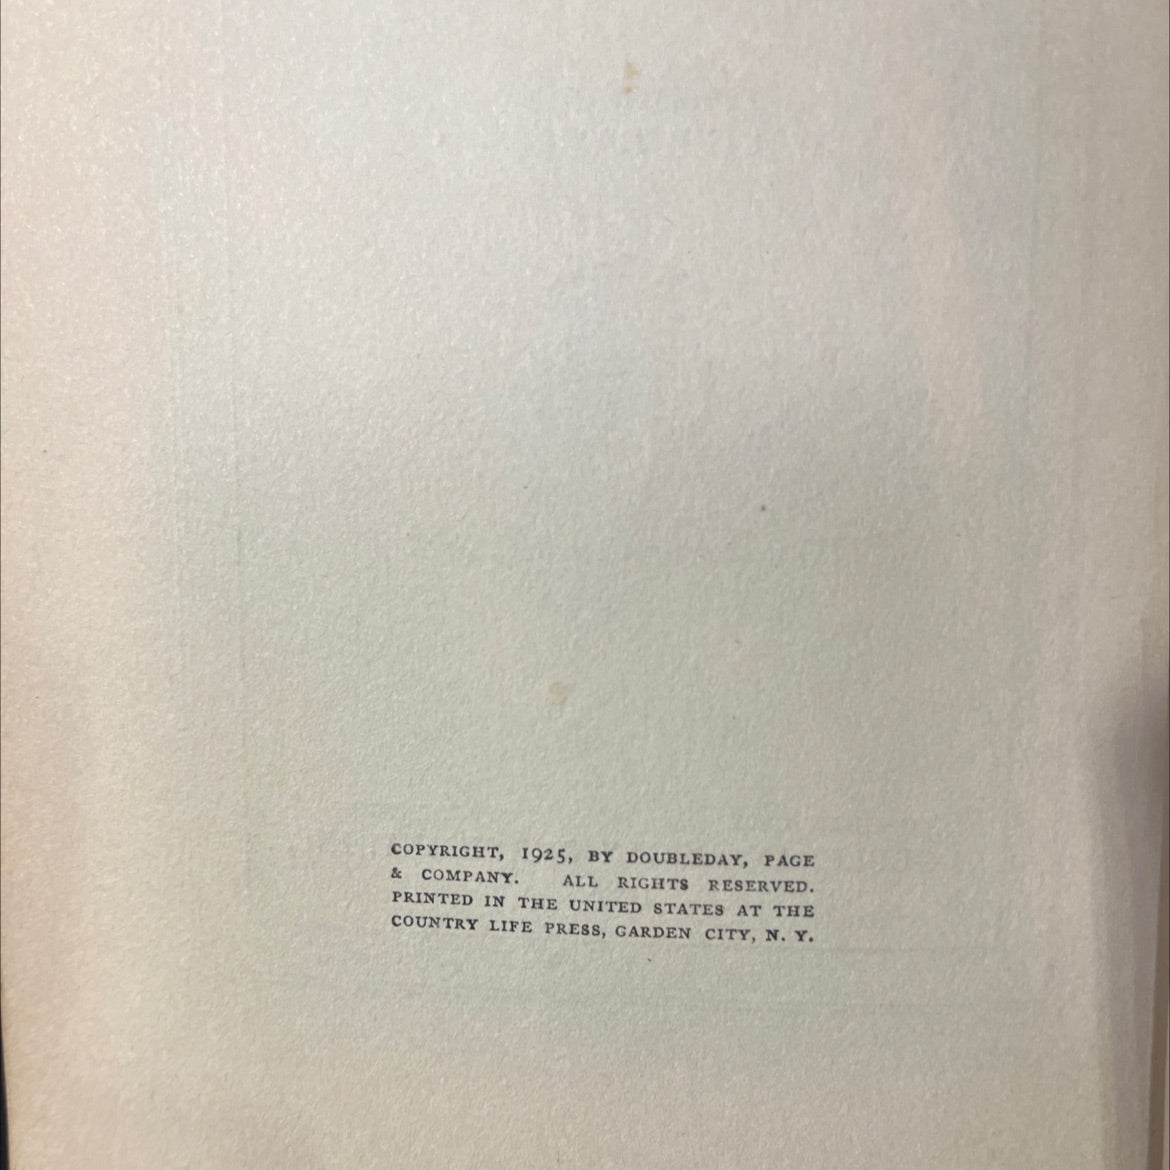 COPYRIGHT, 1925, BY DOUBLEDAY, PAGE
& COMPANY. ALL RIGHTS RESERVED.
PRINTED IN THE UNITED STATES AT THE
COUNTRY LIFE PRESS, GARDEN CITY, N. Y.